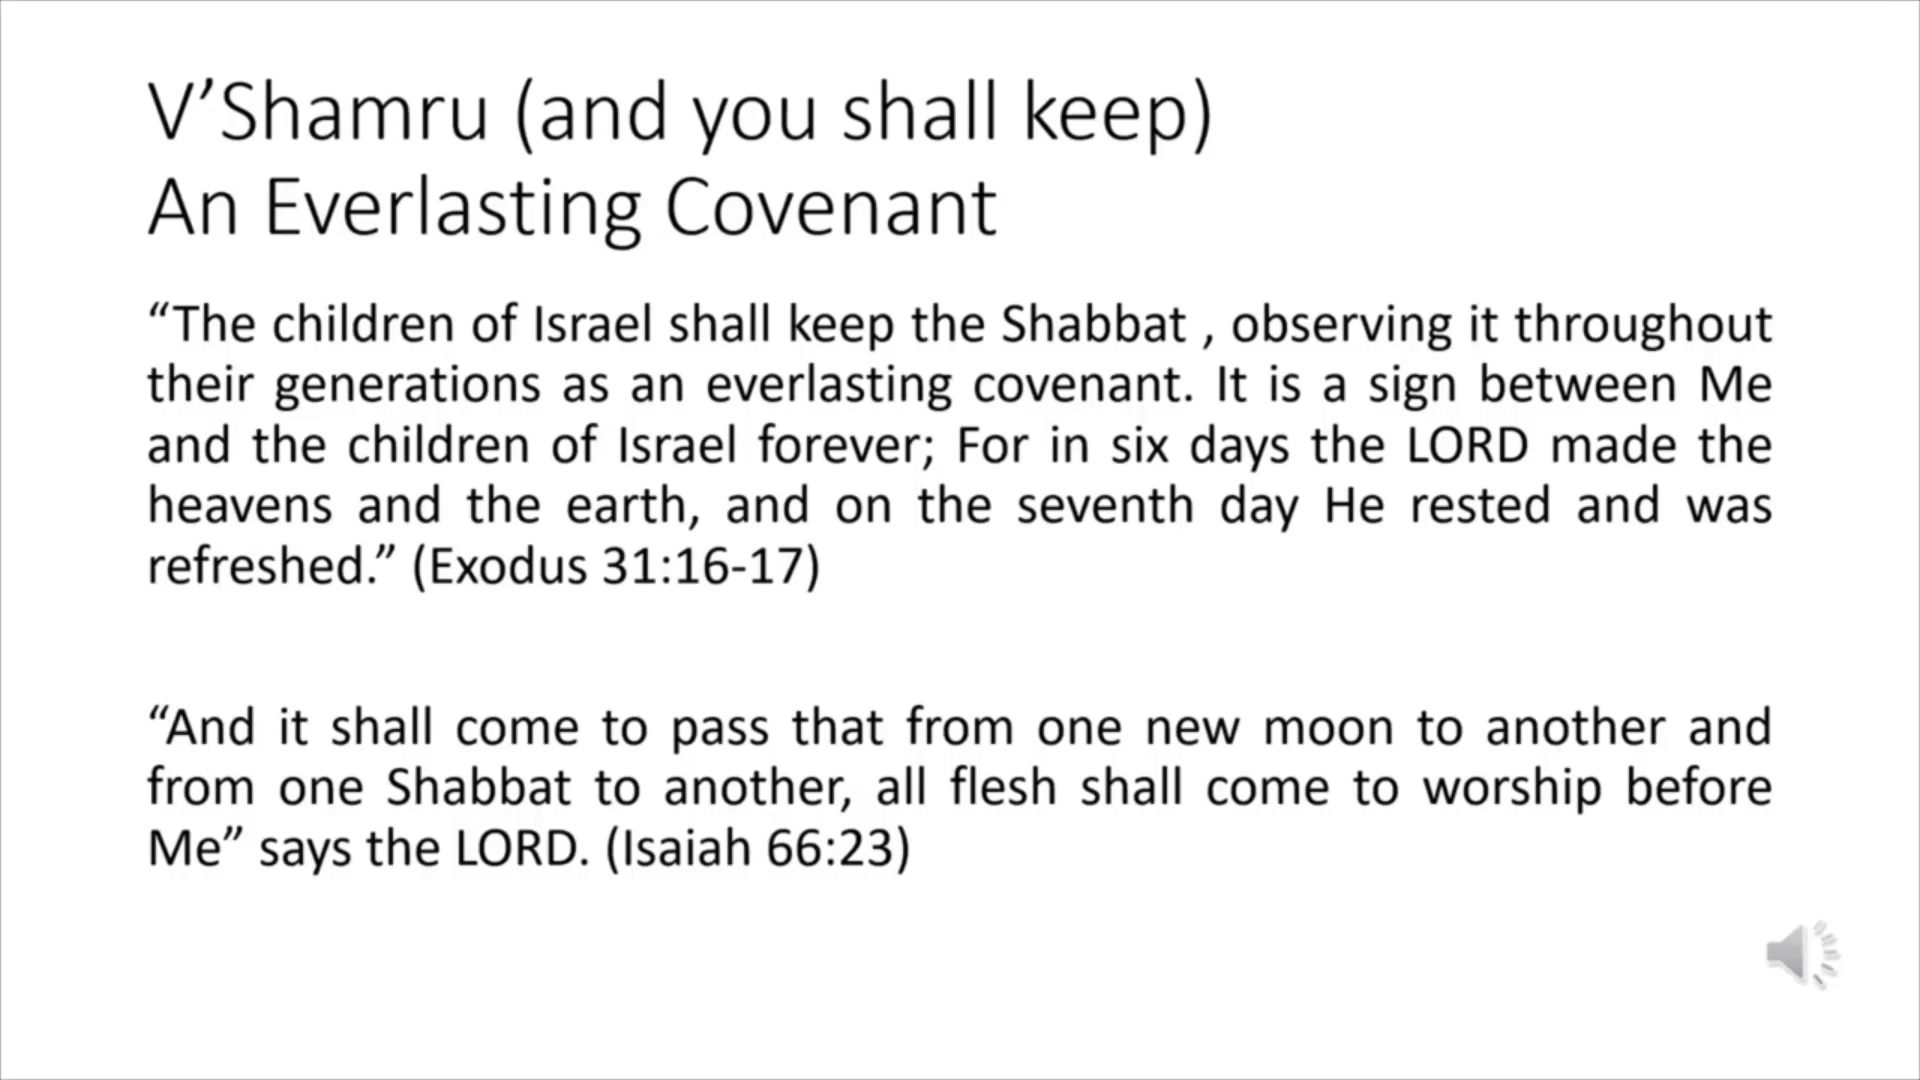 V’Shamru (and you shall keep)
An Everlasting Covenant
“The children of Israel shall keep the Shabbat , observing it throughout
their generations as an everlasting covenant. It is a sign between Me
and the children of Israel forever; For in six days the LORD made the
heavens and the earth, and on the seventh day He rested and was
refreshed.” (Exodus 31:16-17)
“And it shall come to pass that from one new moon to another and
from one Shabbat to another, all flesh shall come to worship before
Me” says the LORD. (Isaiah 66:23)